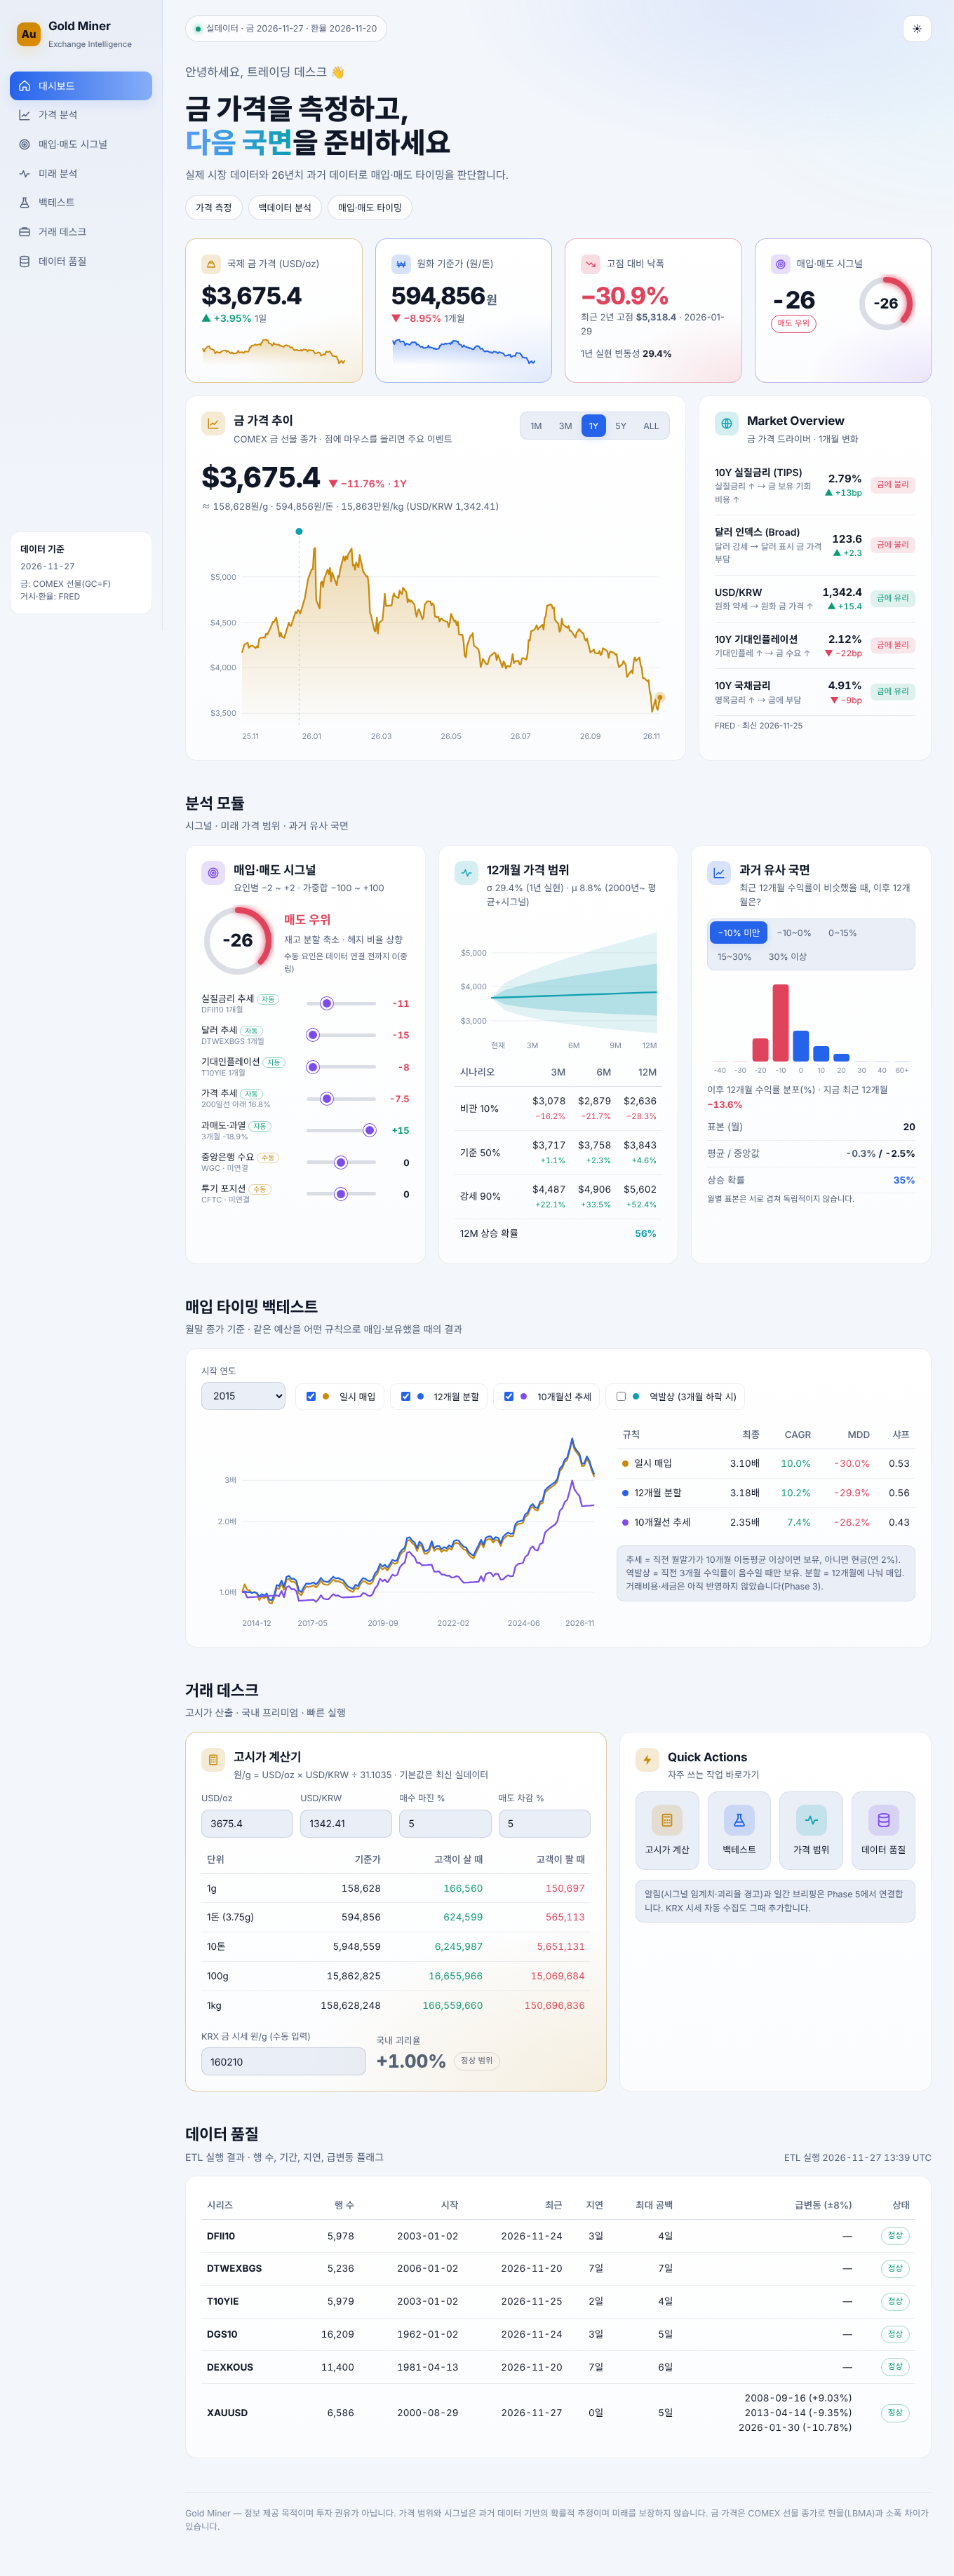 Au
Gold Miner
Exchange Intelligence
대시보드
가격 분석
매입·매도 시그널
미래 분석
백테스트
거래 데스크
데이터 품질
데이터 기준
2026-11-27
금: COMEX 선물(GC=F)
거시·환율: FRED
실데이터 · 금 2026-11-27 · 환율 2026-11-20
안녕하세요, 트레이딩 데스크 👋
금 가격을 측정하고,
다음 국면을 준비하세요
실제 시장 데이터와 26년치 과거 데이터로 매입·매도 타이밍을 판단합니다.
가격 측정 백데이터 분석 매입·매도 타이밍
국제 금 가격 (USD/oz)
$3,675.4
▲ +3.95% 1일
원화 기준가 (원/돈)
594,856원
▼ −8.95% 1개월
고점 대비 낙폭
−30.9%
최근 2년 고점 $5,318.4 · 2026-01-
29
1년 실현 변동성 29.4%
매입·매도 시그널
-26
매도 우위
-26
금 가격 추이
COMEX 금 선물 종가 · 점에 마우스를 올리면 주요 이벤트
1M 3M 1Y 5Y ALL
$3,675.4 ▼ −11.76% · 1Y
≈ 158,628원/g · 594,856원/돈 · 15,863만원/kg (USD/KRW 1,342.41)
$5,000
$4,500
$4,000
$3,500
25.11 26.01 26.03 26.05 26.07 26.09 26.11
Market Overview
금 가격 드라이버 · 1개월 변화
10Y 실질금리 (TIPS)
실질금리 ↑ → 금 보유 기회
비용 ↑
2.79%
▲ +13bp
금에 불리
달러 인덱스 (Broad)
달러 강세 → 달러 표시 금 가격
부담
123.6
▲ +2.3
금에 불리
USD/KRW
원화 약세 → 원화 금 가격 ↑
1,342.4
▲ +15.4
금에 유리
10Y 기대인플레이션
기대인플레 ↑ → 금 수요 ↑
2.12%
▼ −22bp
금에 불리
10Y 국채금리
명목금리 ↑ → 금에 부담
4.91%
▼ −9bp
금에 유리
FRED · 최신 2026-11-25
분석 모듈
시그널 · 미래 가격 범위 · 과거 유사 국면
매입·매도 시그널
요인별 −2 ~ +2 · 가중합 −100 ~ +100
-26
매도 우위
재고 분할 축소 · 헤지 비율 상향
수동 요인은 데이터 연결 전까지 0(중
립)
실질금리 추세 자동
DFII10 1개월
-11
달러 추세 자동
DTWEXBGS 1개월
-15
기대인플레이션 자동
T10YIE 1개월
-8
가격 추세 자동
200일선 아래 16.8%
-7.5
과매도·과열 자동
3개월 -18.9%
+15
중앙은행 수요 수동
WGC · 미연결
0
투기 포지션 수동
CFTC · 미연결
0
12개월 가격 범위
σ 29.4% (1년 실현) · μ 8.8% (2000년~ 평
균+시그널)
$5,000
$4,000
$3,000
현재 3M 6M 9M 12M
시나리오 3M 6M 12M
비관 10% $3,078 $2,879 $2,636
−16.2% −21.7% −28.3%
기준 50% $3,717 $3,758 $3,843
+1.1% +2.3% +4.6%
강세 90% $4,487 $4,906 $5,602
+22.1% +33.5% +52.4%
12M 상승 확률 56%
과거 유사 국면
최근 12개월 수익률이 비슷했을 때, 이후 12개
월은?
−10% 미만 −10~0% 0~15%
15~30% 30% 이상
-40 -30 -20 -10 0 10 20 30 40 60+
이후 12개월 수익률 분포(%) · 지금 최근 12개월
−13.6%
표본 (월) 20
평균 / 중앙값 -0.3% / -2.5%
상승 확률 35%
월별 표본은 서로 겹쳐 독립적이지 않습니다.
매입 타이밍 백테스트
월말 종가 기준 · 같은 예산을 어떤 규칙으로 매입·보유했을 때의 결과
시작 연도
2015
일시 매입 12개월 분할 10개월선 추세 역발상 (3개월 하락 시)
3배
2.0배
1.0배
2014-12 2017-05 2019-09 2022-02 2024-06 2026-11
규칙 최종 CAGR MDD 샤프
일시 매입 3.10배 10.0% -30.0% 0.53
12개월 분할 3.18배 10.2% -29.9% 0.56
10개월선 추세 2.35배 7.4% -26.2% 0.43
추세 = 직전 월말가가 10개월 이동평균 이상이면 보유, 아니면 현금(연 2%).
역발상 = 직전 3개월 수익률이 음수일 때만 보유. 분할 = 12개월에 나눠 매입.
거래비용·세금은 아직 반영하지 않았습니다(Phase 3).
거래 데스크
고시가 산출 · 국내 프리미엄 · 빠른 실행
고시가 계산기
원/g = USD/oz × USD/KRW ÷ 31.1035 · 기본값은 최신 실데이터
USD/oz USD/KRW 매수 마진 % 매도 차감 %
3675.4 1342.41 5 5
단위 기준가 고객이 살 때 고객이 팔 때
1g 158,628 166,560 150,697
1돈 (3.75g) 594,856 624,599 565,113
10돈 5,948,559 6,245,987 5,651,131
100g 15,862,825 16,655,966 15,069,684
1kg 158,628,248 166,559,660 150,696,836
KRX 금 시세 원/g (수동 입력)
160210
국내 괴리율
+1.00% 정상 범위
Quick Actions
자주 쓰는 작업 바로가기
고시가 계산 백테스트 가격 범위 데이터 품질
알림(시그널 임계치·괴리율 경고)과 일간 브리핑은 Phase 5에서 연결합
니다. KRX 시세 자동 수집도 그때 추가합니다.
데이터 품질
ETL 실행 결과 · 행 수, 기간, 지연, 급변동 플래그
ETL 실행 2026-11-27 13:39 UTC
시리즈 행 수 시작 최근 지연 최대 공백 급변동 (±8%) 상태
DFII10 5,978 2003-01-02 2026-11-24 3일 4일 — 정상
DTWEXBGS 5,236 2006-01-02 2026-11-20 7일 7일 — 정상
T10YIE 5,979 2003-01-02 2026-11-25 2일 4일 — 정상
DGS10 16,209 1962-01-02 2026-11-24 3일 5일 — 정상
DEXKOUS 11,400 1981-04-13 2026-11-20 7일 6일 — 정상
XAUUSD 6,586 2000-08-29 2026-11-27 0일 5일 2008-09-16 (+9.03%) 정상
2013-04-14 (-9.35%)
2026-01-30 (-10.78%)
Gold Miner — 정보 제공 목적이며 투자 권유가 아닙니다. 가격 범위와 시그널은 과거 데이터 기반의 확률적 추정이며 미래를 보장하지 않습니다. 금 가격은 COMEX 선물 종가로 현물(LBMA)과 소폭 차이가
있습니다.